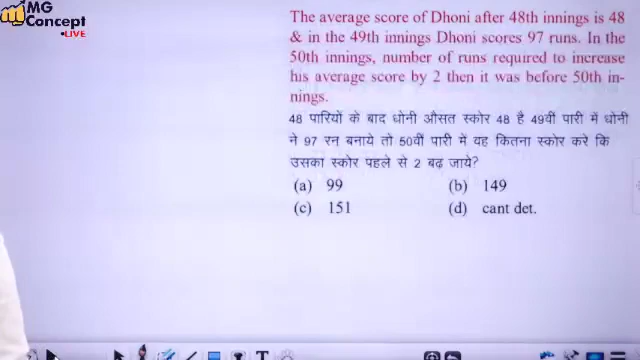 MG
Concept
•LIVE
The average score of Dhoni after 48th innings is 48
& in the 49th innings Dhoni scores 97 runs. In the
50th innings, number of runs required to increase
his average score by 2 then it was before 50th in-
nings.
48 पारियों के बाद धोनी औसत स्कोर 48 है 49वीं पारी में धोनी
ने 97 रन बनाये तो 50वीं पारी में यह कितना स्कोर करे कि
उसका स्कोर पहले से 2 बढ़ जाये?
(a) 99 (b) 149
(c) 151 (d) cant det.